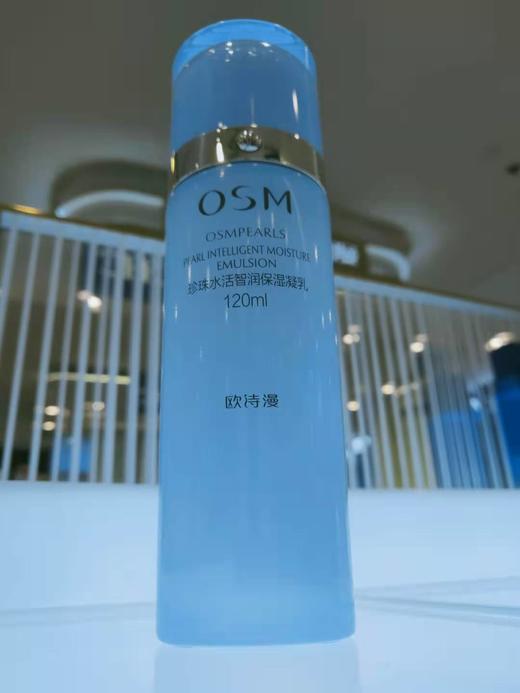 OSM
OSMPEARLS
PEARL INTELLIGENT MOISTURE
EMULSION
珍珠水活智润保湿凝乳
120ml
欧诗漫